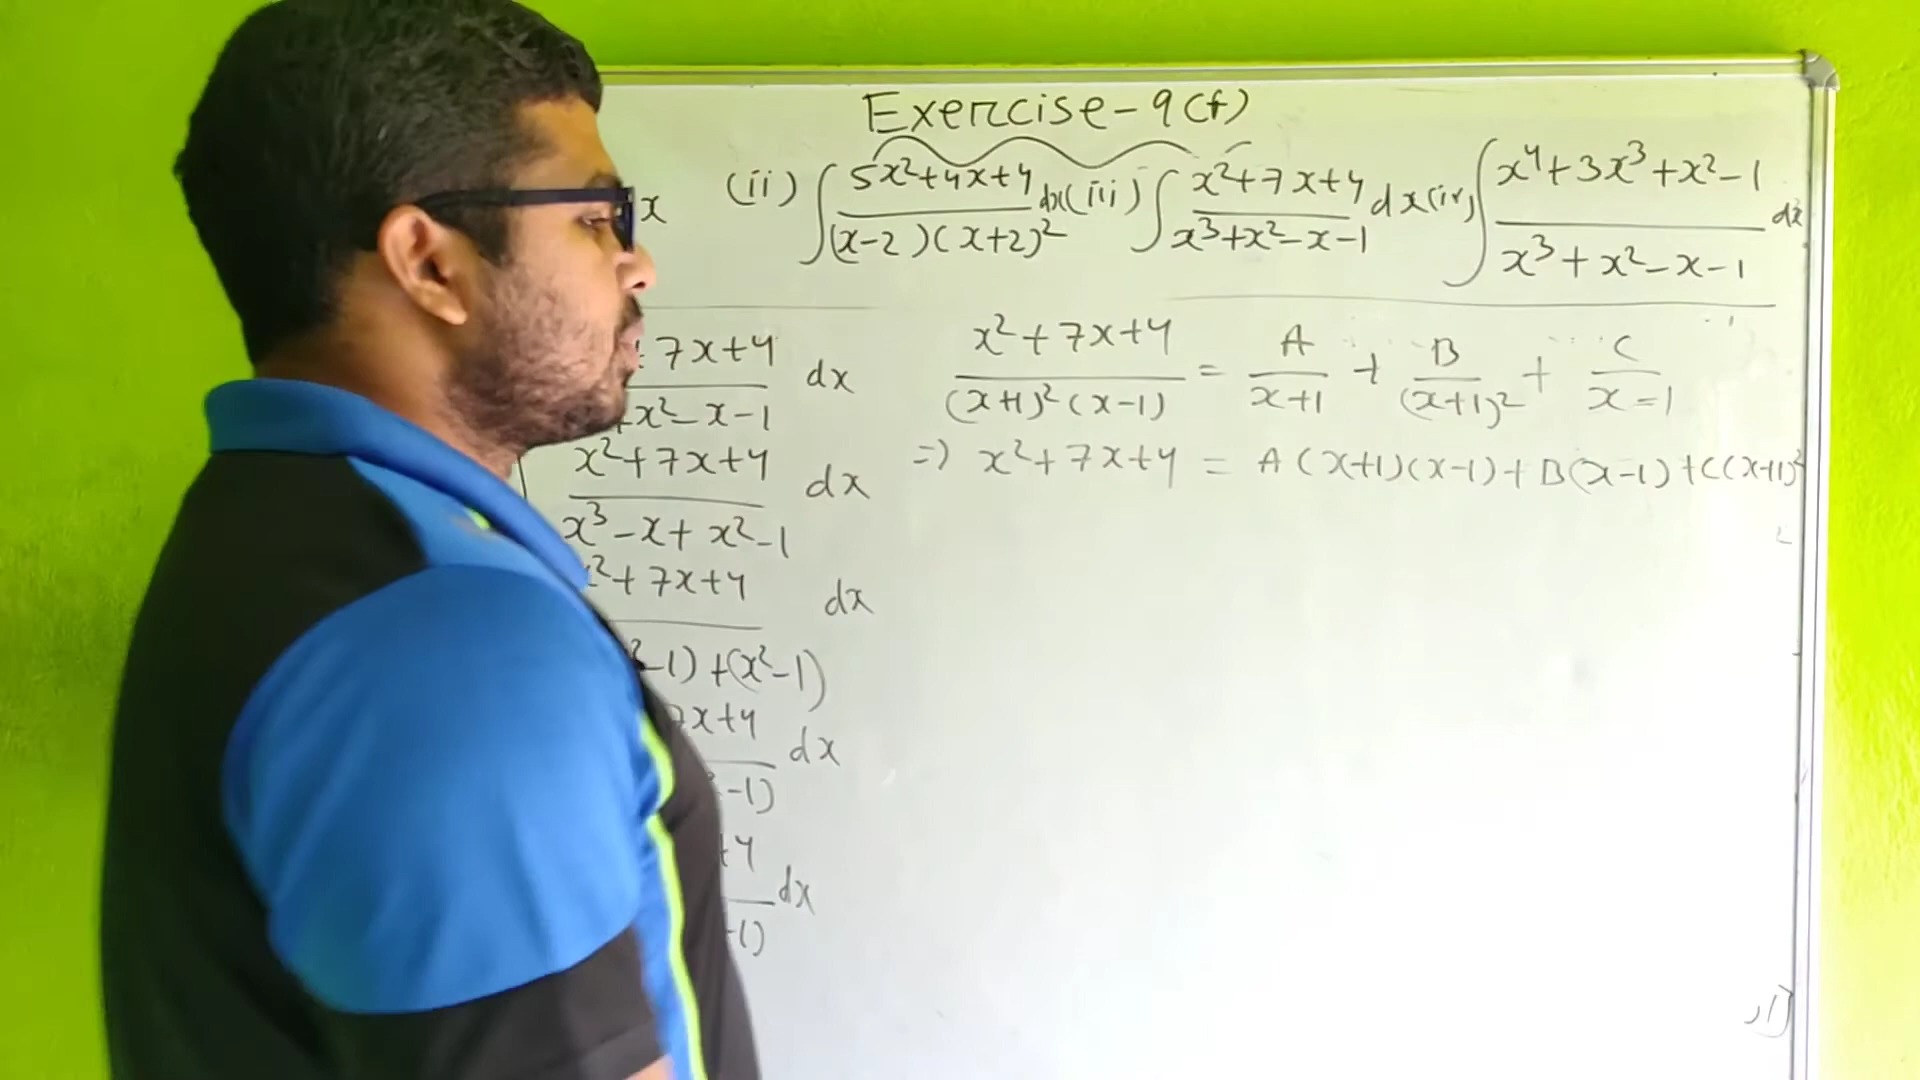 Exercise-9(f)
x (ii) ∫ 5x²+4x+4 / (x-2)(x+2)² dx (iii) ∫ x²+7x+4 / x³+x²-x-1 dx (iv) ∫ x⁴+3x³+x²-1 / x³+x²-x-1 dx
+7x+4 / +x²-x-1 dx
x²+7x+4 / x³-x+x²-1 dx
x²+7x+4 / ²-1)+(x²-1) dx
7x+4 / ²-1) dx
+4 / -1) dx
x²+7x+4 / (x+1)²(x-1) = A / x+1 + B / (x+1)² + C / x-1
=> x²+7x+4 = A(x+1)(x-1)+B(x-1)+C(x+1)²